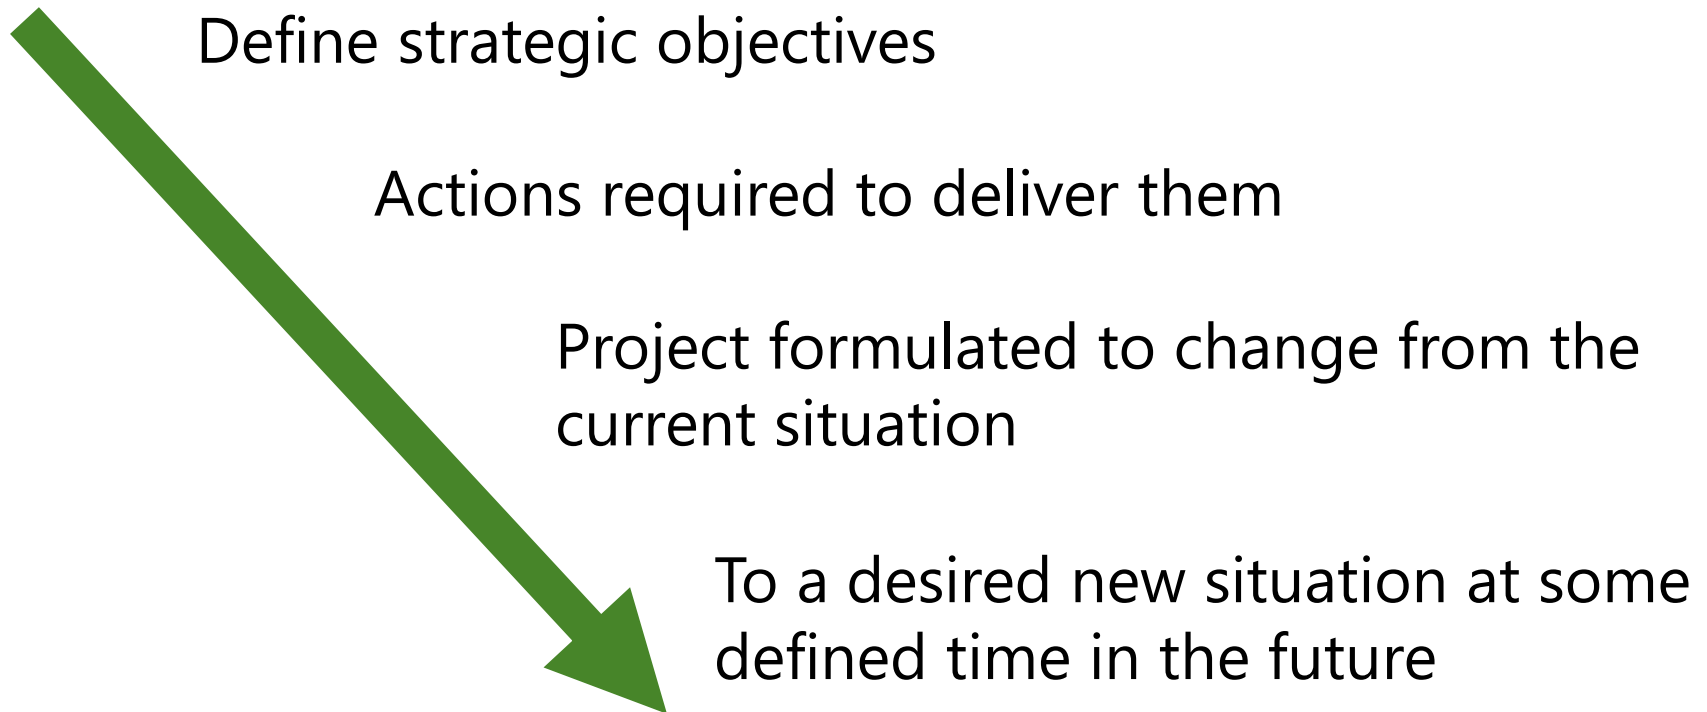 Define strategic objectives
Actions required to deliver them
Project formulated to change from the
current situation
To a desired new situation at some
defined time in the future